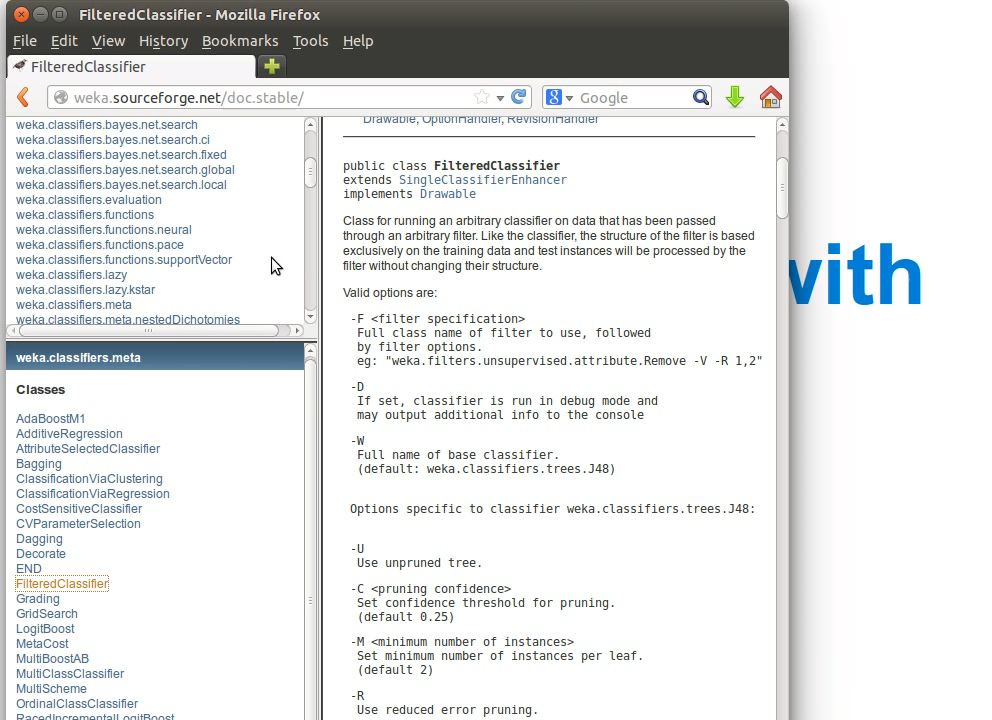 FilteredClassifier - Mozilla Firefox
File Edit View History Bookmarks Tools Help
FilteredClassifier
weka.sourceforge.net/doc.stable/
Google
weka.classifiers.bayes.net.search
weka.classifiers.bayes.net.search.ci
weka.classifiers.bayes.net.search.fixed
weka.classifiers.bayes.net.search.global
weka.classifiers.bayes.net.search.local
weka.classifiers.evaluation
weka.classifiers.functions
weka.classifiers.functions.neural
weka.classifiers.functions.pace
weka.classifiers.functions.supportVector
weka.classifiers.lazy
weka.classifiers.lazy.kstar
weka.classifiers.meta
weka.classifiers.meta.nestedDichotomies
weka.classifiers.meta
Classes
AdaBoostM1
AdditiveRegression
AttributeSelectedClassifier
Bagging
ClassificationViaClustering
ClassificationViaRegression
CostSensitiveClassifier
CVParameterSelection
Dagging
Decorate
END
FilteredClassifier
Grading
GridSearch
LogitBoost
MetaCost
MultiBoostAB
MultiClassClassifier
MultiScheme
OrdinalClassClassifier
RacedIncrementalLogitBoost
Drawable, OptionHandler, RevisionHandler
public class FilteredClassifier
extends SingleClassifierEnhancer
implements Drawable
Class for running an arbitrary classifier on data that has been passed
through an arbitrary filter. Like the classifier, the structure of the filter is based
exclusively on the training data and test instances will be processed by the
filter without changing their structure.
Valid options are:
-F <filter specification>
Full class name of filter to use, followed
by filter options.
eg: "weka.filters.unsupervised.attribute.Remove -V -R 1,2"
-D
If set, classifier is run in debug mode and
may output additional info to the console
-W
Full name of base classifier.
(default: weka.classifiers.trees.J48)
Options specific to classifier weka.classifiers.trees.J48:
-U
Use unpruned tree.
-C <pruning confidence>
Set confidence threshold for pruning.
(default 0.25)
-M <minimum number of instances>
Set minimum number of instances per leaf.
(default 2)
-R
Use reduced error pruning.
with